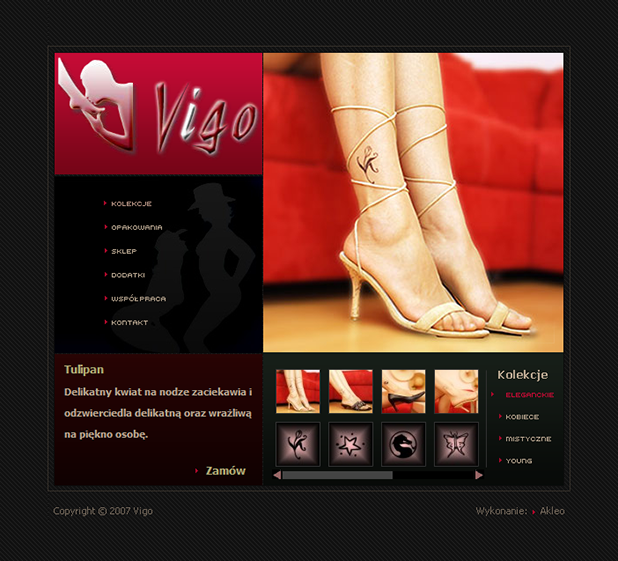 Vigo
KOLEKCJE
OPAKOWANIA
SKLEP
DODATKI
WSPÓŁPRACA
KONTAKT
Tulipan
Delikatny kwiat na nodze zaciekawia i
odzwierciedla delikatną oraz wrażliwą
na piękno osobę.
Zamów
Kolekcje
ELEGANCKIE
KOBIECE
MISTYCZNE
YOUNG
Copyright © 2007 Vigo
Wykonanie: Akleo